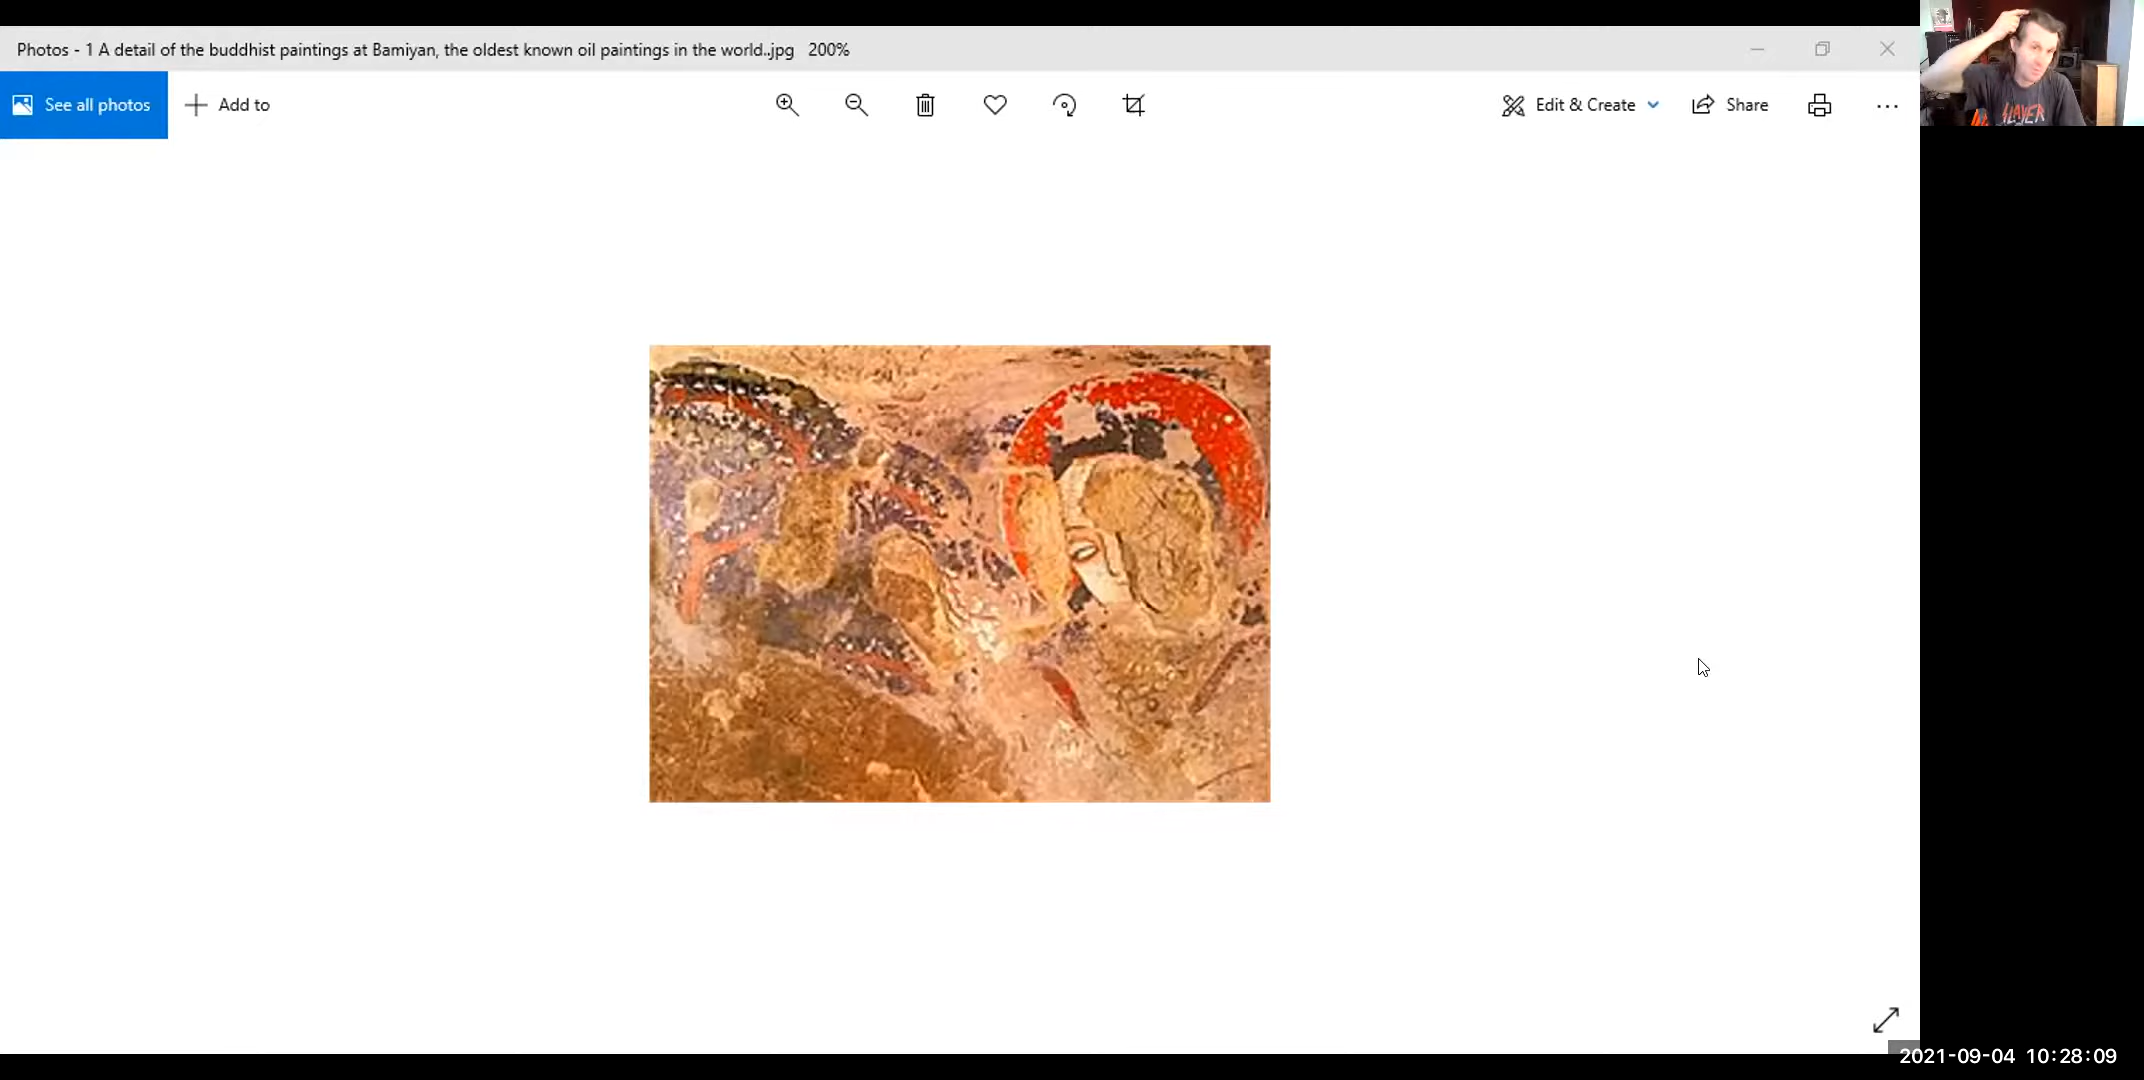 Photos - 1 A detail of the buddhist paintings at Bamiyan, the oldest known oil paintings in the world..jpg 200%
See all photos
Add to
Edit & Create
Share
SLAYER
2021-09-04 10:28:09